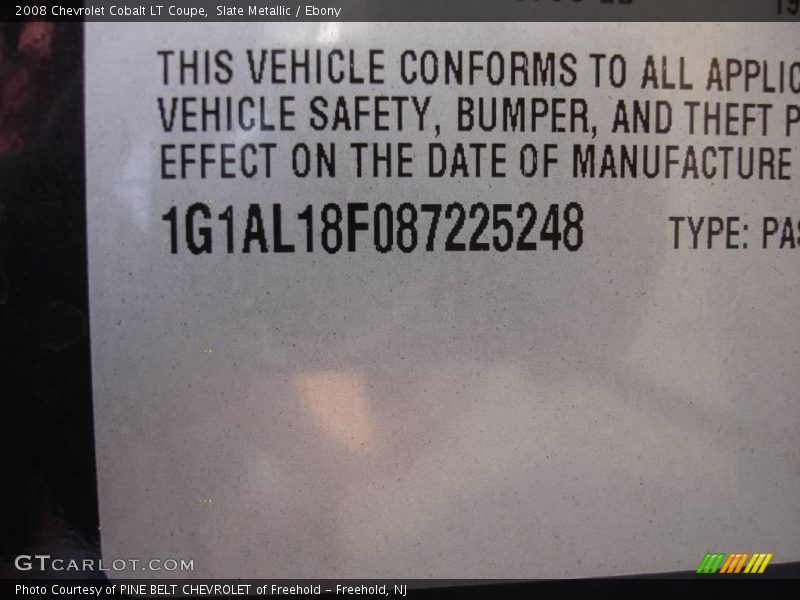 2008 Chevrolet Cobalt LT Coupe,  Slate Metallic / Ebony
THIS VEHICLE CONFORMS TO ALL
VEHICLE SAFETY, BUMPER, AND THEFT
EFFECT ON THE DATE OF MANUFACTURE
1G1AL18F087225248 TYPE:
GTCARLOT.COM
Photo Courtesy of PINE BELT CHEVROLET of Freehold - Freehold, NJ